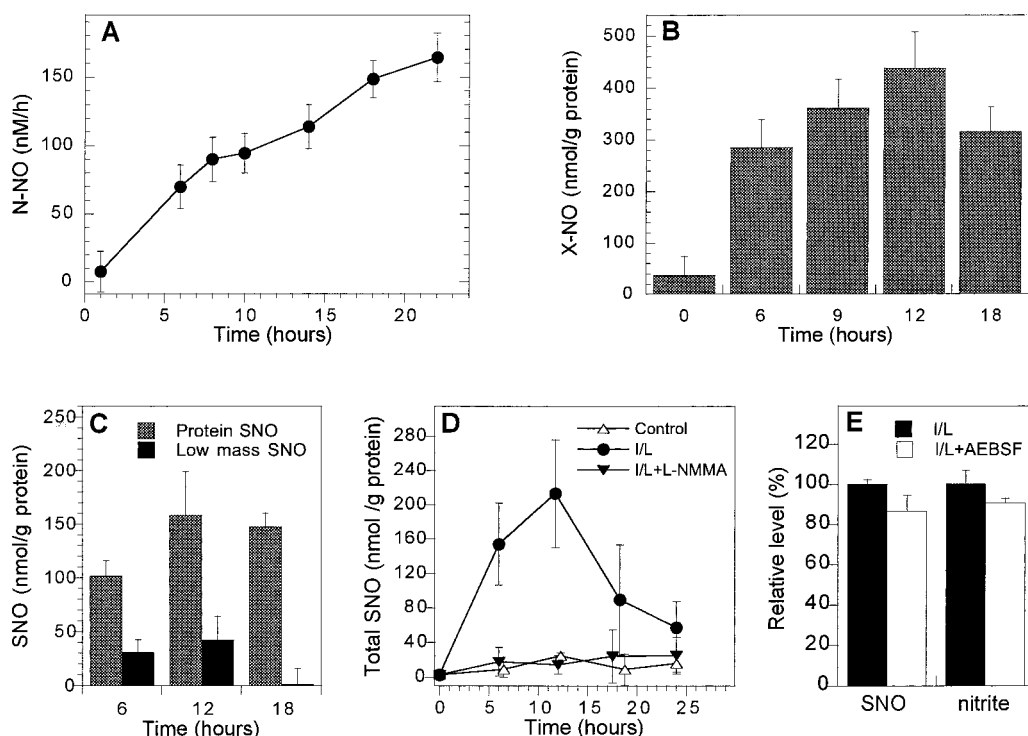 A
N-NO (nM/h)
150
100
50
0
0 5 10 15 20
Time (hours)
B
X-NO (nmol/g protein)
500
400
300
200
100
0
0 6 9 12 18
Time (hours)
C
Protein SNO
Low mass SNO
SNO (nmol/g protein)
250
200
150
100
50
0
6 12 18
Time (hours)
D
Control
I/L
I/L+L-NMMA
Total SNO (nmol /g protein)
280
240
200
160
120
80
40
0
0 5 10 15 20 25
Time (hours)
E
I/L
I/L+AEBSF
Relative level (%)
120
100
80
60
40
20
0
SNO nitrite